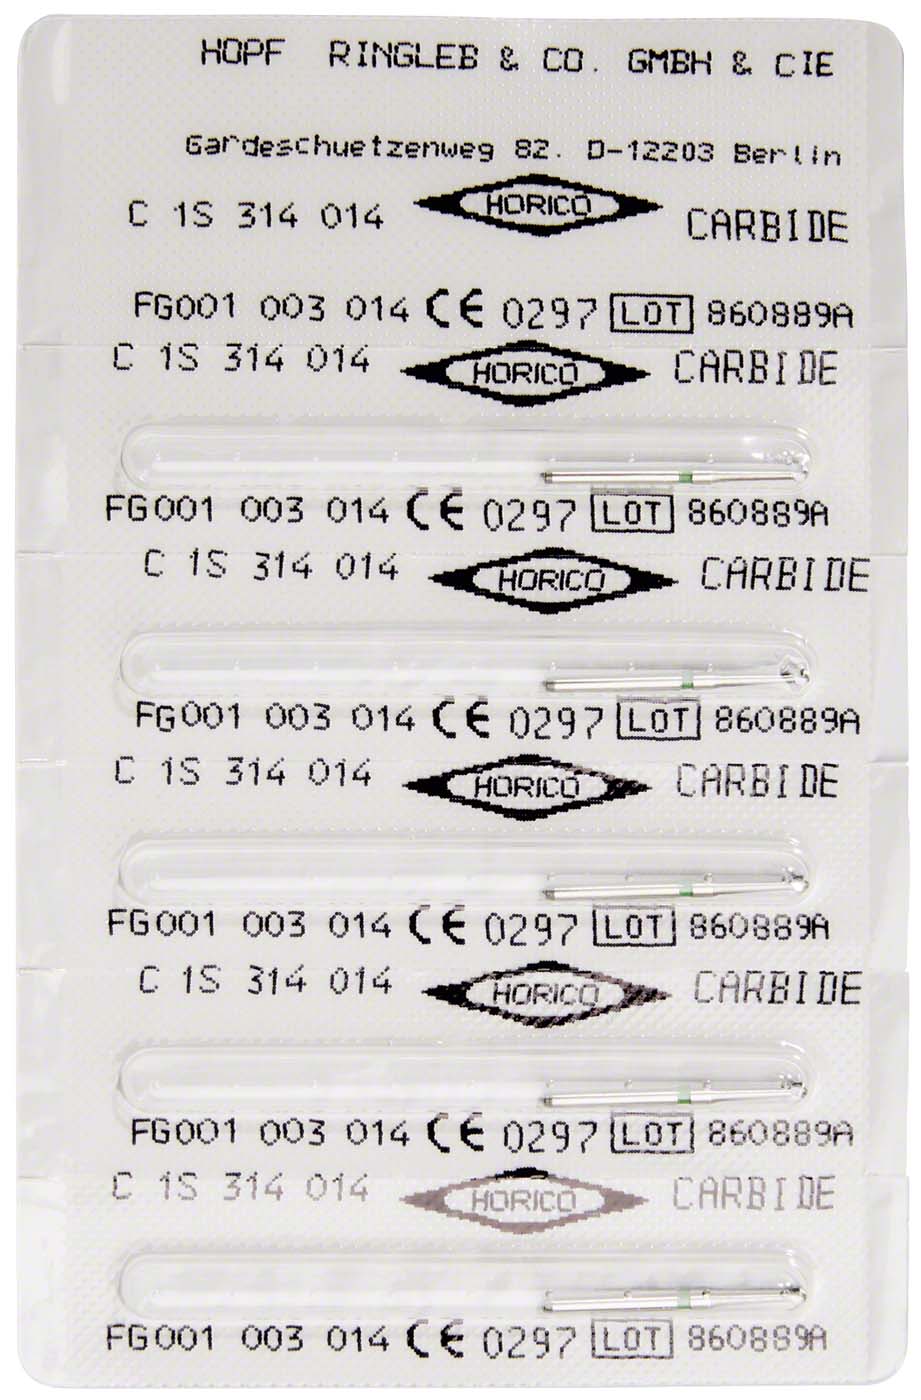 HOPF RINGLEB & CO. GMBH & CIE
Gardeschuetzenweg 82. D-12203 Berlin
C 1S 314 014 HORICO CARBIDE
FG001 003 014 CE 0297 LOT 860889A
C 1S 314 014 HORICO CARBIDE
FG001 003 014 CE 0297 LOT 860889A
C 1S 314 014 HORICO CARBIDE
FG001 003 014 CE 0297 LOT 860889A
C 1S 314 014 HORICO CARBIDE
FG001 003 014 CE 0297 LOT 860889A
C 1S 314 014 HORICO CARBIDE
FG001 003 014 CE 0297 LOT 860889A
C 1S 314 014 HORICO CARBIDE
FG001 003 014 CE 0297 LOT 860889A